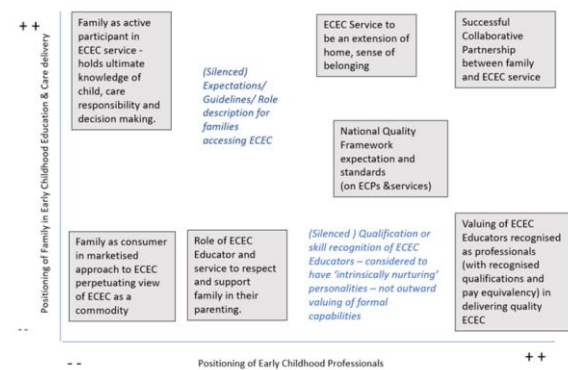 ++
Positioning of Family in Early Childhood Education & Care delivery
Family as active
participant in
ECEC service -
holds ultimate
knowledge of
child, care
responsibility and
decision making.
(Silenced)
Expectations/
Guidelines/ Role
description for
families
accessing ECEC
ECEC Service to
be an extension of
home, sense of
belonging
Successful
Collaborative
Partnership
between family
and ECEC service
National Quality
Framework
expectation and
standards
(on ECPs &services)
Family as consumer
in marketised
approach to ECEC
perpetuating view
of ECEC as a
commodity
Role of ECEC
Educator and
service to respect
and support
family in their
parenting.
(Silenced ) Qualification or
skill recognition of ECEC
Educators – considered to
have ‘intrinsically nurturing’
personalities – not outward
valuing of formal
capabilities
Valuing of ECEC
Educators recognised
as professionals
(with recognised
qualifications and
pay equivalency) in
delivering quality
ECEC
--
--
Positioning of Early Childhood Professionals
++